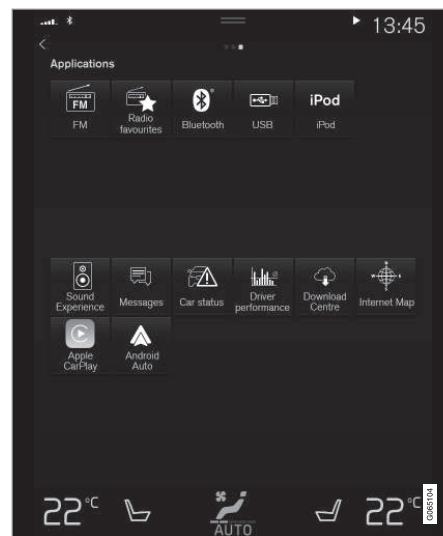 13:45
Applications
FM
FM
Radio
favourites
Bluetooth
USB
iPod
iPod
Sound
Experience
Messages
Car status
Driver
performance
Download
Centre
Internet Map
Apple
CarPlay
Android
Auto
22°C
AUTO
22°C
G065104